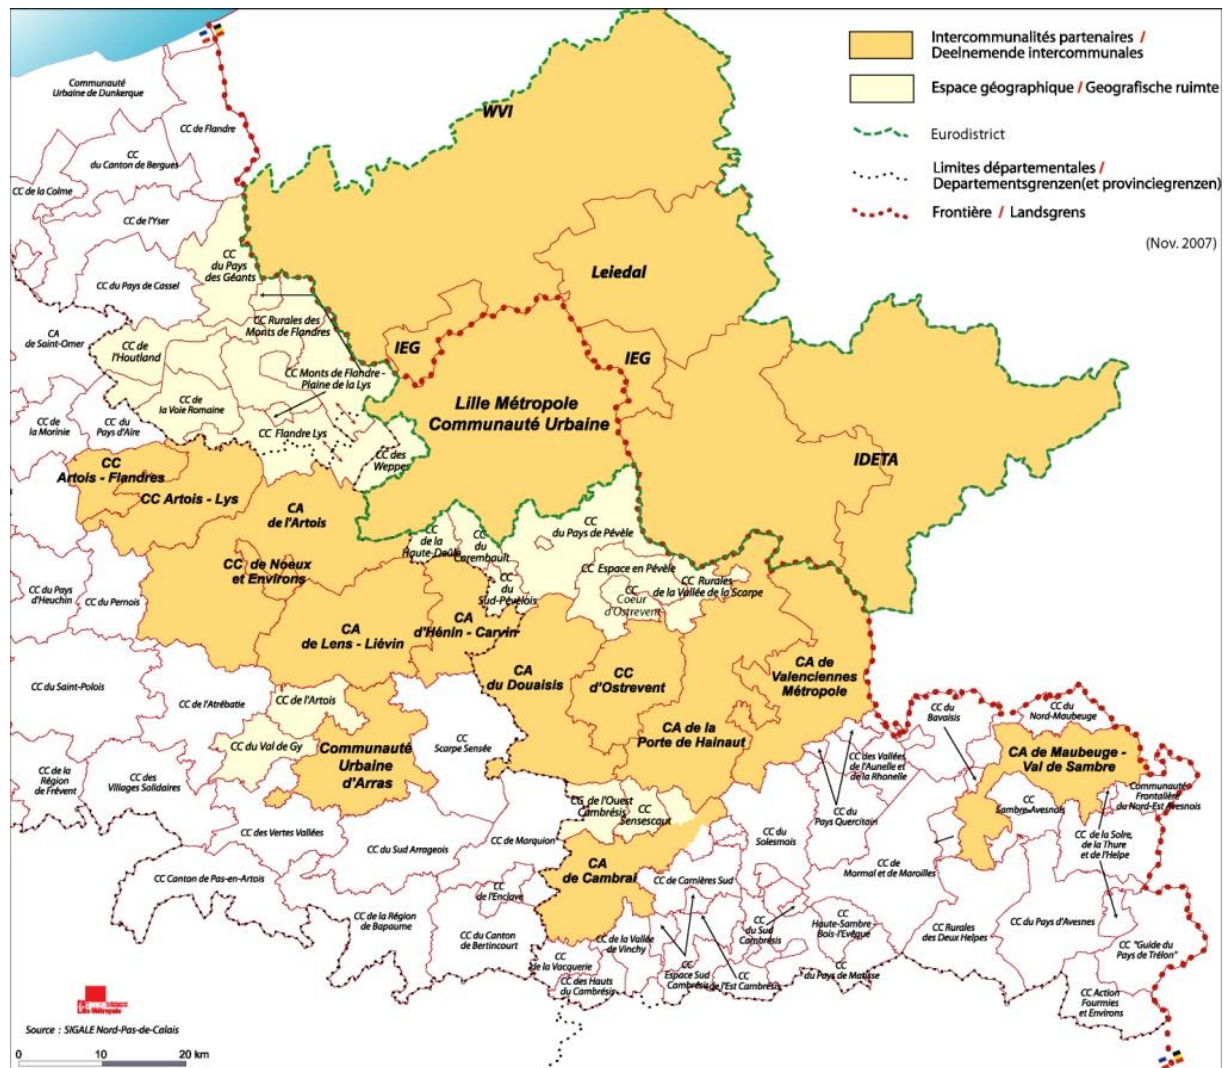 Intercommunalités partenaires /
Deelnemende intercommunales
Espace géographique / Geografische ruimte
Eurodistrict
Limites départementales /
Departementsgrenzen(et provinciegrenzen)
Frontière / Landsgrens
(Nov. 2007)
Communauté
Urbaine de Dunkerque
CC de Flandre
CC
du Canton de Bergues
CC de la Colme
CC de l'Yser
CC
du Pays
des Géants
CC du Pays de Cassel
WVI
Leiedal
CA
de Saint-Omer
CC Rurales des
Monts de Flandres
CC de
l'Houtland
IEG
IEG
CC Monts de Flandre -
Plaine de la Lys
CC de
la Voie Romaine
Lille Métropole
Communauté Urbaine
CC de
la Morinie
CC du
Pays d'Aire
CC Flandre Lys
CC des
Weppes
IDETA
CC
Artois - Flandres
CC Artois - Lys
CA
de l'Artois
CC
de la
Haute-Deûle
CC
du
Carembault
CC
du Pays de Pévèle
CC de Noeux
et Environs
CC Espace en Pévèle
CC Rurales
de la Vallée de la Scarpe
CC
du
Sud-Pévélois
CC
Coeur
d'Ostrevent
CC du Pays
d'Heuchin
CC du Pernois
CA
de Lens - Liévin
CA
d'Hénin - Carvin
CA
du Douaisis
CC
d'Ostrevent
CA de
Valenciennes
Métropole
CC du Saint-Polois
CC de l'Atrébatie
CC de l'Artois
CC du Val de Gy
Communauté
Urbaine
d'Arras
CC
Scarpe Sensée
CA de la
Porte de Hainaut
CC du
Bavaisis
CC du
Nord-Maubeuge
CA de Maubeuge -
Val de Sambre
CC des Vallées
de l'Aunelle et
de la Rhonelle
CC de la
Région
de Frévent
CC des
Villages Solidaires
Communauté
Frontalière
du Nord-Est Avesnois
CC de l'Ouest
Cambrésis
CC
Sensescaut
CC
Sambre-Avesnois
CC du
Pays Quercitain
CC des Vertes Vallées
CC du Sud Arrageois
CC de Marquion
CC du
Solesmois
CC de la Solre,
de la Thure
et de l'Helpe
CA
de Cambrai
CC de
Mormal et de Maroilles
CC Canton de Pas-en-Artois
CC
de l'Enclave
CC de Carnières Sud
CC de la Région
de Bapaume
CC du Canton
de Bertincourt
CC
du Sud
Cambrésis
CC
Haute-Sambre-
Bois-l'Evêque
CC Rurales
des Deux Helpes
CC du Pays d'Avesnes
CC de la Vallée
de Vinchy
CC
de la Vacquerie
CC des Hauts
du Cambrésis
CC
Espace Sud
Cambrésis
CC
de l'Est Cambrésis
CC
du Pays de Matisse
CC "Guide du
Pays de Trélon"
CC Action
Fourmies
et Environs
Lille Métropole
Source : SIGALE Nord-Pas-de-Calais
0 10 20 km